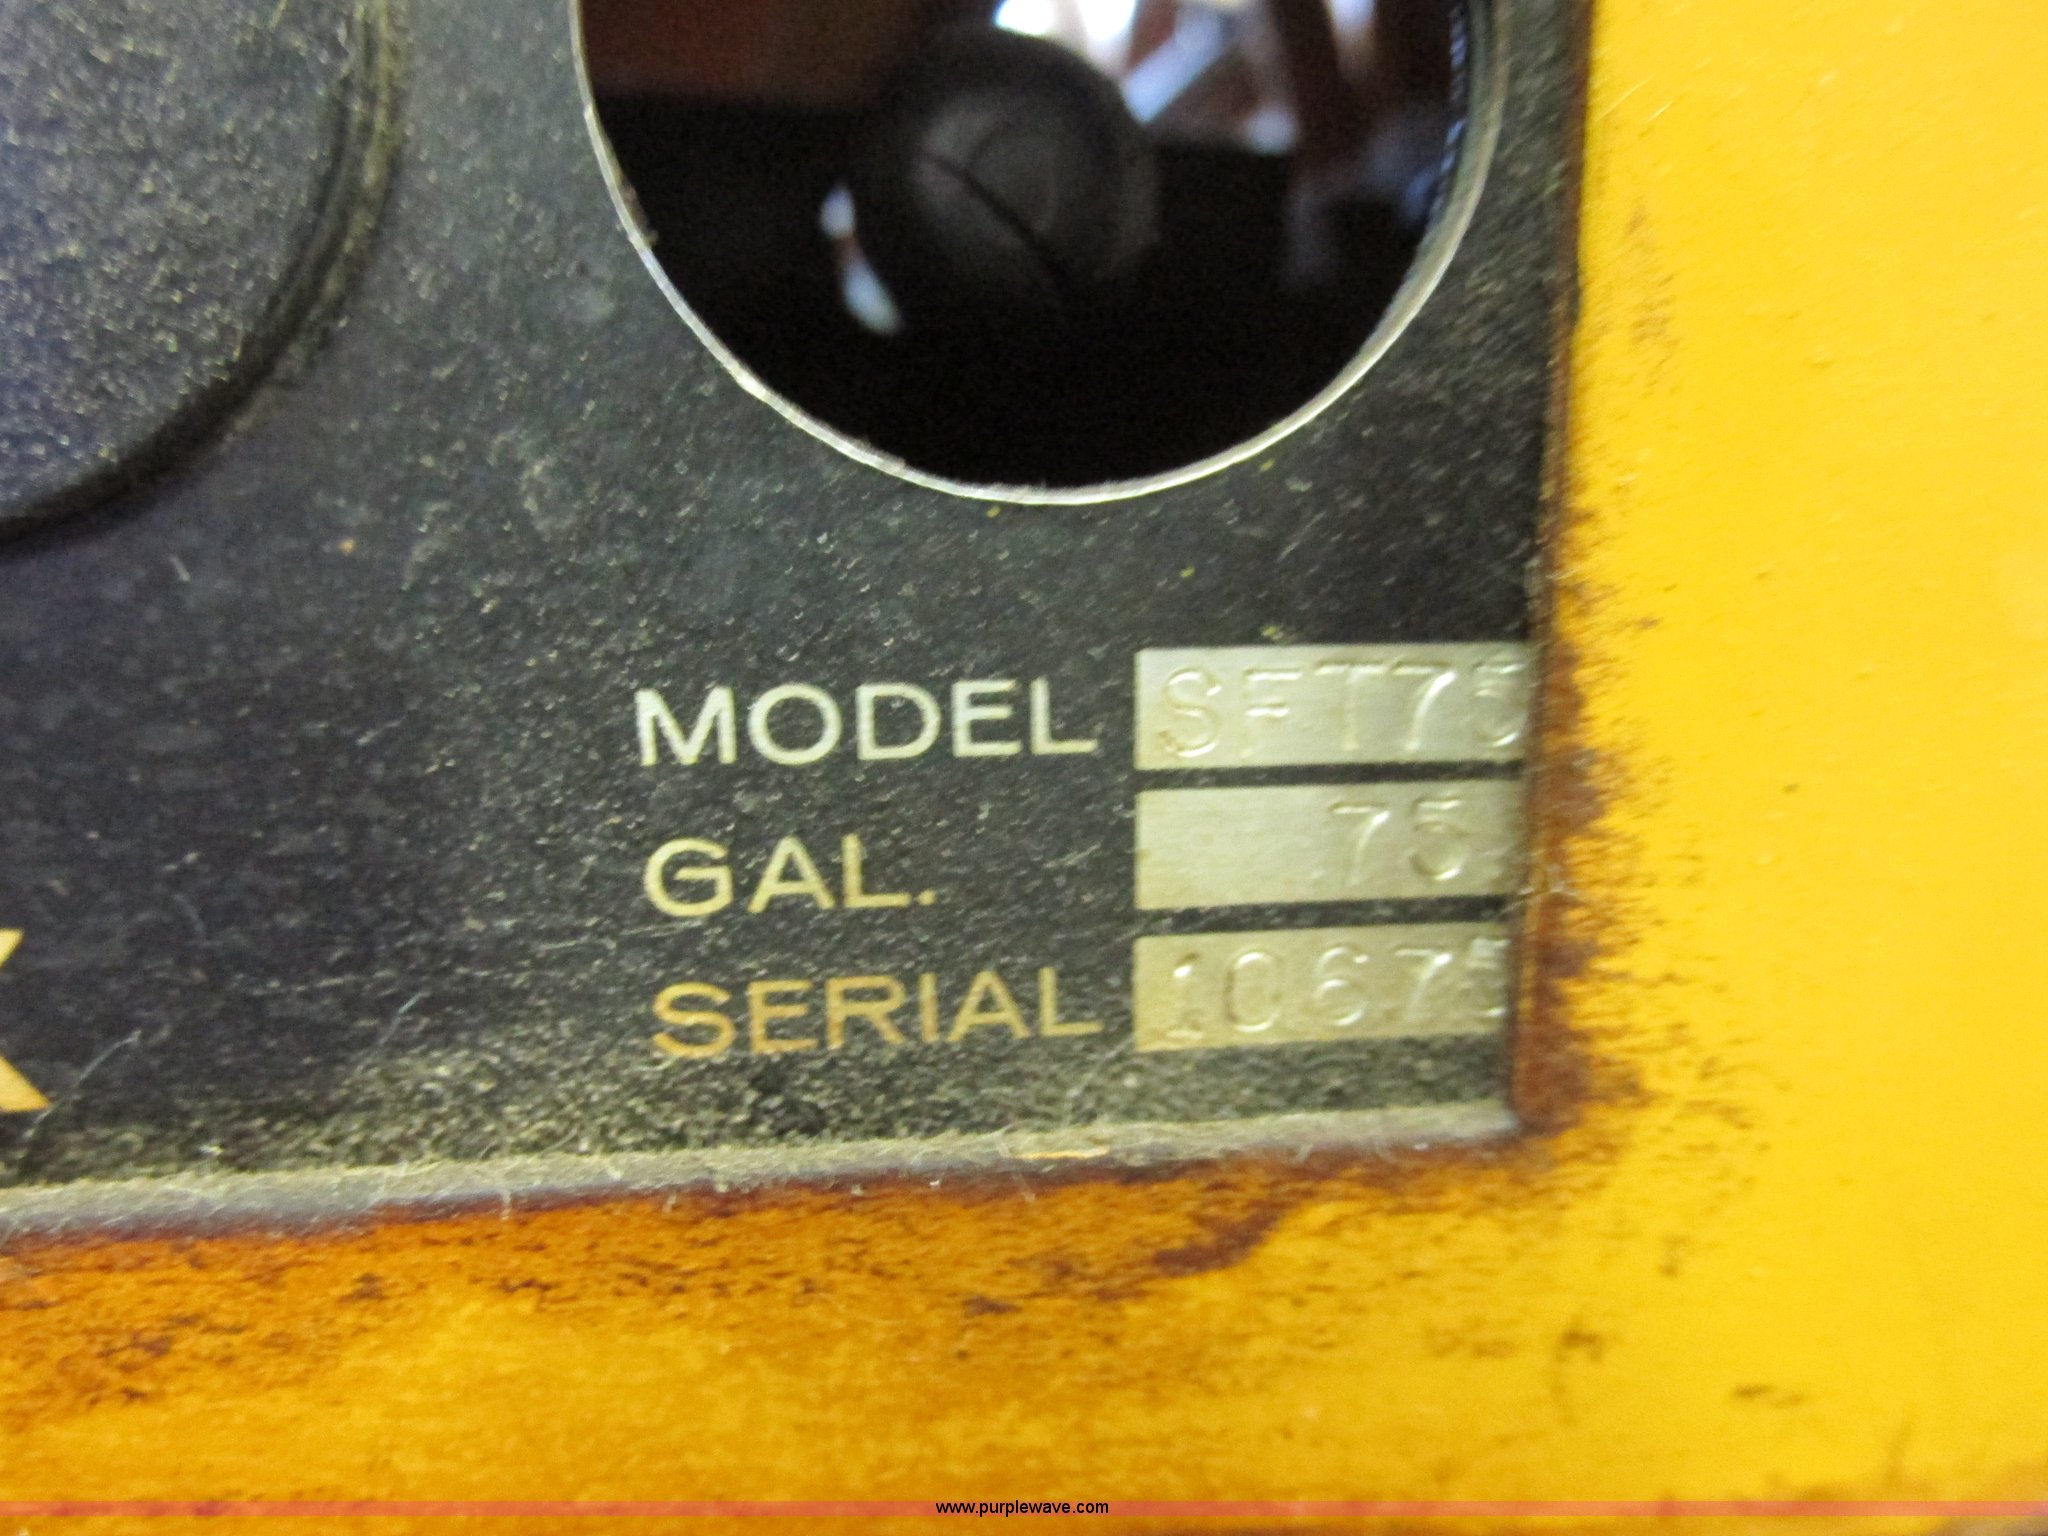 MODEL SFT75
GAL. 75
SERIAL 10675
www.purplewave.com